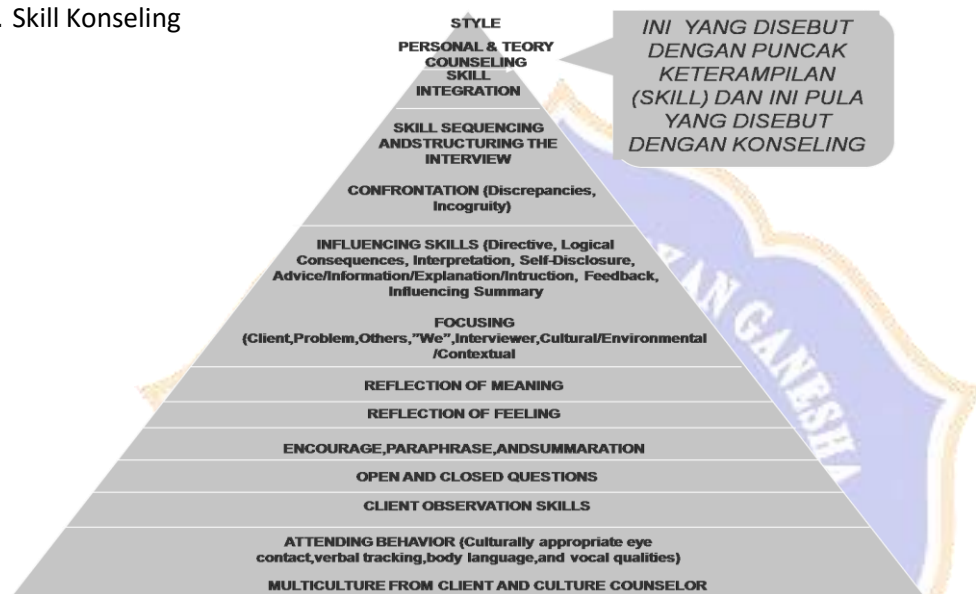 . Skill Konseling
STYLE
PERSONAL & TEORY
COUNSELING
SKILL
INTEGRATION
INI YANG DISEBUT
DENGAN PUNCAK
KETERAMPILAN
(SKILL) DAN INI PULA
YANG DISEBUT
DENGAN KONSELING
SKILL SEQUENCING
ANDSTRUCTURING THE
INTERVIEW
CONFRONTATION (Discrepancies,
Incogruity)
INFLUENCING SKILLS (Directive, Logical
Consequences, Interpretation, Self-Disclosure,
Advice/Information/Explanation/Intruction, Feedback,
Influencing Summary
FOCUSING
(Client,Problem,Others,"We",Interviewer,Cultural/Environmental
/Contextual
REFLECTION OF MEANING
REFLECTION OF FEELING
ENCOURAGE,PARAPHRASE,ANDSUMMARATION
OPEN AND CLOSED QUESTIONS
CLIENT OBSERVATION SKILLS
ATTENDING BEHAVIOR (Culturally appropriate eye
contact,verbal tracking,body language,and vocal qualities)
MULTICULTURE FROM CLIENT AND CULTURE COUNSELOR
AN GANESHA